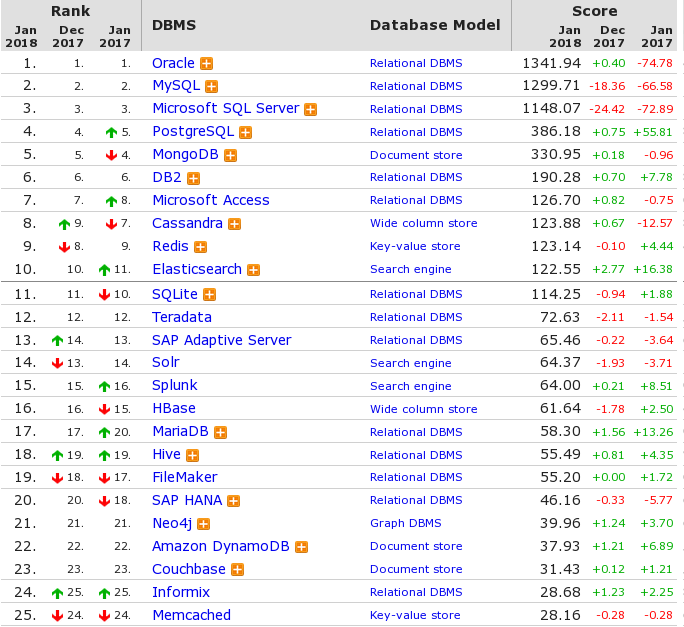 Rank DBMS Database Model Score
Jan 2018 Dec 2017 Jan 2017 Jan 2018 Dec 2017 Jan 2017
1. 1. 1. Oracle Relational DBMS 1341.94 +0.40 -74.78
2. 2. 2. MySQL Relational DBMS 1299.71 -18.36 -66.58
3. 3. 3. Microsoft SQL Server Relational DBMS 1148.07 -24.42 -72.89
4. 4. 5. PostgreSQL Relational DBMS 386.18 +0.75 +55.81
5. 5. 4. MongoDB Document store 330.95 +0.18 -0.96
6. 6. 6. DB2 Relational DBMS 190.28 +0.70 +7.78
7. 7. 8. Microsoft Access Relational DBMS 126.70 +0.82 -0.75
8. 9. 7. Cassandra Wide column store 123.88 +0.67 -12.57
9. 8. 9. Redis Key-value store 123.14 -0.10 +4.44
10. 10. 11. Elasticsearch Search engine 122.55 +2.77 +16.38
11. 11. 10. SQLite Relational DBMS 114.25 -0.94 +1.88
12. 12. 12. Teradata Relational DBMS 72.63 -2.11 -1.54
13. 14. 13. SAP Adaptive Server Relational DBMS 65.46 -0.22 -3.64
14. 13. 14. Solr Search engine 64.37 -1.93 -3.71
15. 15. 16. Splunk Search engine 64.00 +0.21 +8.51
16. 16. 15. HBase Wide column store 61.64 -1.78 +2.50
17. 17. 20. MariaDB Relational DBMS 58.30 +1.56 +13.26
18. 19. 19. Hive Relational DBMS 55.49 +0.81 +4.35
19. 18. 17. FileMaker Relational DBMS 55.20 +0.00 +1.72
20. 20. 18. SAP HANA Relational DBMS 46.16 -0.33 -5.77
21. 21. 21. Neo4j Graph DBMS 39.96 +1.24 +3.70
22. 22. 22. Amazon DynamoDB Document store 37.93 +1.21 +6.89
23. 23. 23. Couchbase Document store 31.43 +0.12 +1.21
24. 25. 25. Informix Relational DBMS 28.68 +1.23 +2.25
25. 24. 24. Memcached Key-value store 28.16 -0.28 -0.28